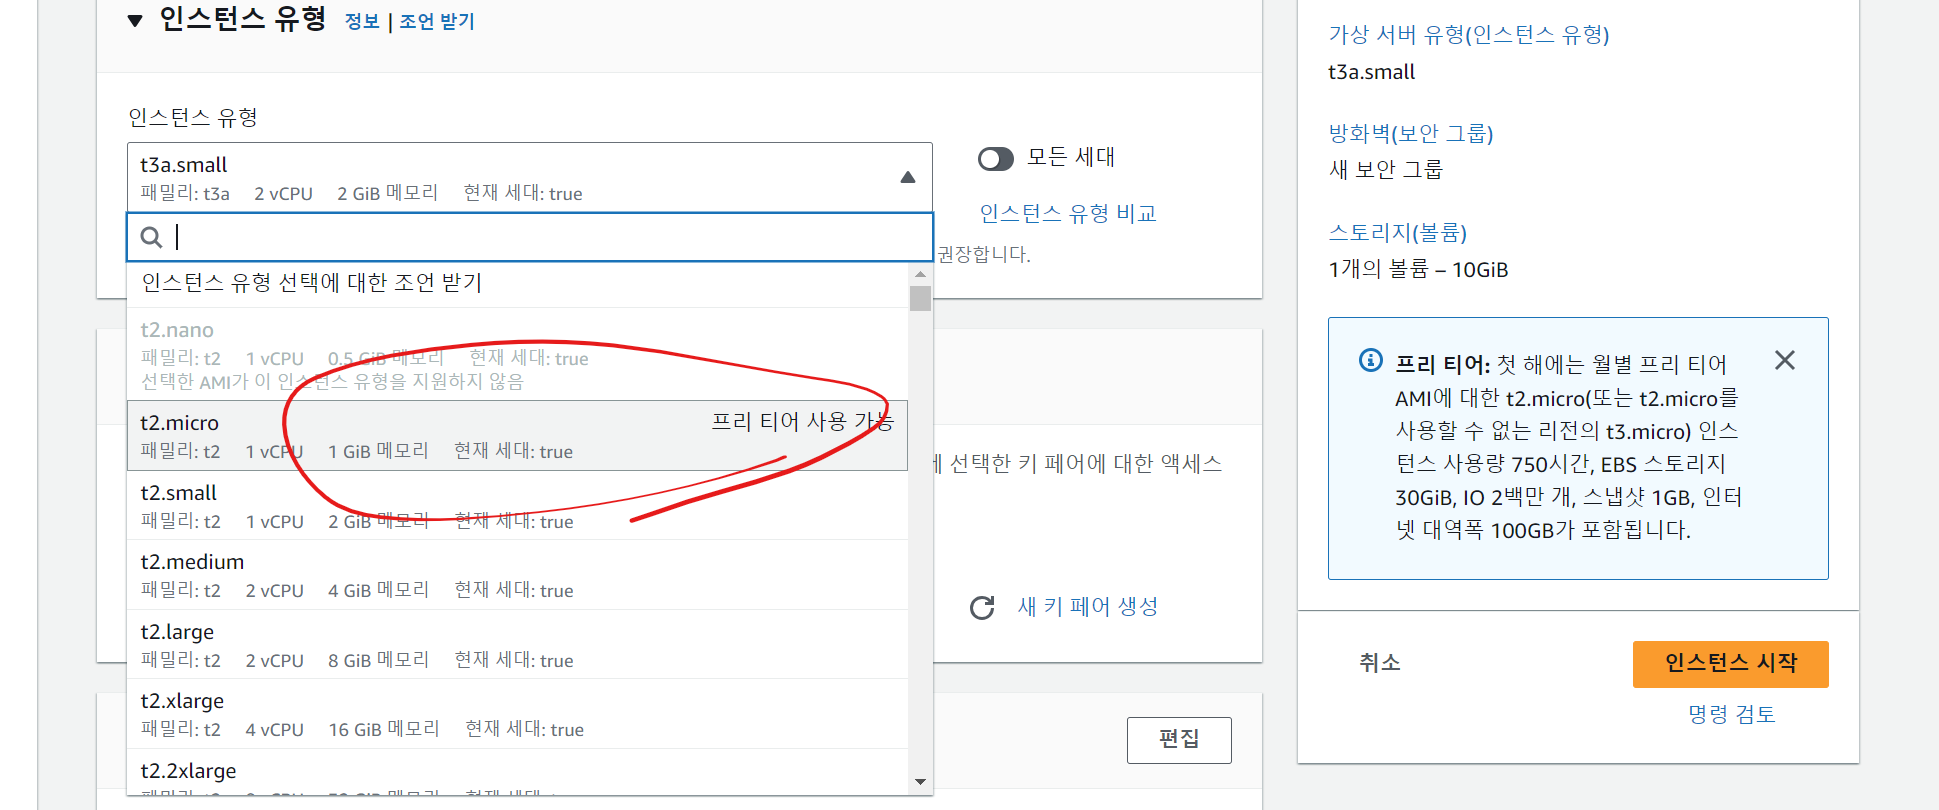 인스턴스 유형 정보 | 조언 받기
인스턴스 유형
t3a.small
패밀리: t3a 2 vCPU 2 GiB 메모리 현재 세대: true
모든 세대
인스턴스 유형 비교
권장합니다.
인스턴스 유형 선택에 대한 조언 받기
t2.nano
패밀리: t2 1 vCPU 0.5 GiB 메모리 현재 세대: true
선택한 AMI가 이 인스턴스 유형을 지원하지 않음
t2.micro 프리 티어 사용 가능
패밀리: t2 1 vCPU 1 GiB 메모리 현재 세대: true
t2.small
패밀리: t2 1 vCPU 2 GiB 메모리 현재 세대: true
t2.medium
패밀리: t2 2 vCPU 4 GiB 메모리 현재 세대: true
t2.large
패밀리: t2 2 vCPU 8 GiB 메모리 현재 세대: true
t2.xlarge
패밀리: t2 4 vCPU 16 GiB 메모리 현재 세대: true
t2.2xlarge
선택한 키 페어에 대한 액세스
새 키 페어 생성
편집
가상 서버 유형(인스턴스 유형)
t3a.small
방화벽(보안 그룹)
새 보안 그룹
스토리지(볼륨)
1개의 볼륨 – 10GiB
프리 티어: 첫 해에는 월별 프리 티어
AMI에 대한 t2.micro(또는 t2.micro를
사용할 수 없는 리전의 t3.micro) 인스
턴스 사용량 750시간, EBS 스토리지
30GiB, IO 2백만 개, 스냅샷 1GB, 인터
넷 대역폭 100GB가 포함됩니다.
취소
인스턴스 시작
명령 검토